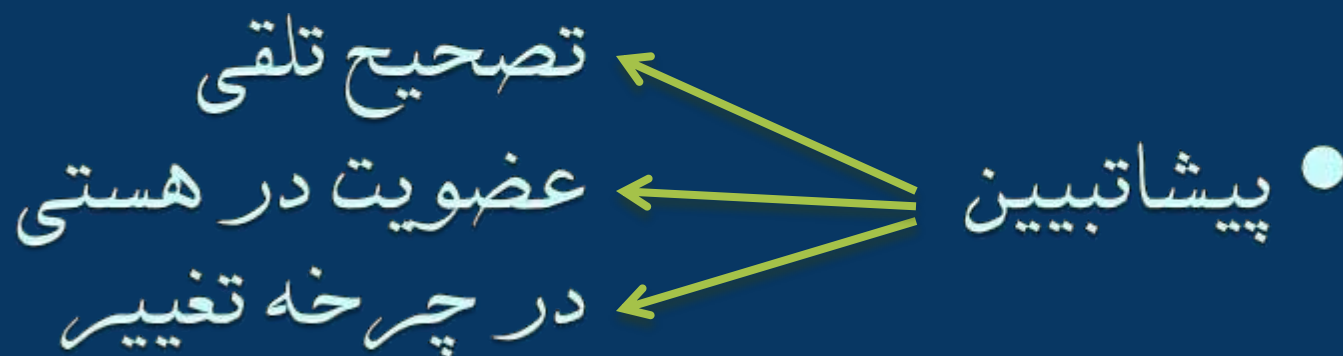 • پیشاتبیین
تصحیح تلقی
عضویت در هستی
در چرخه تغییر